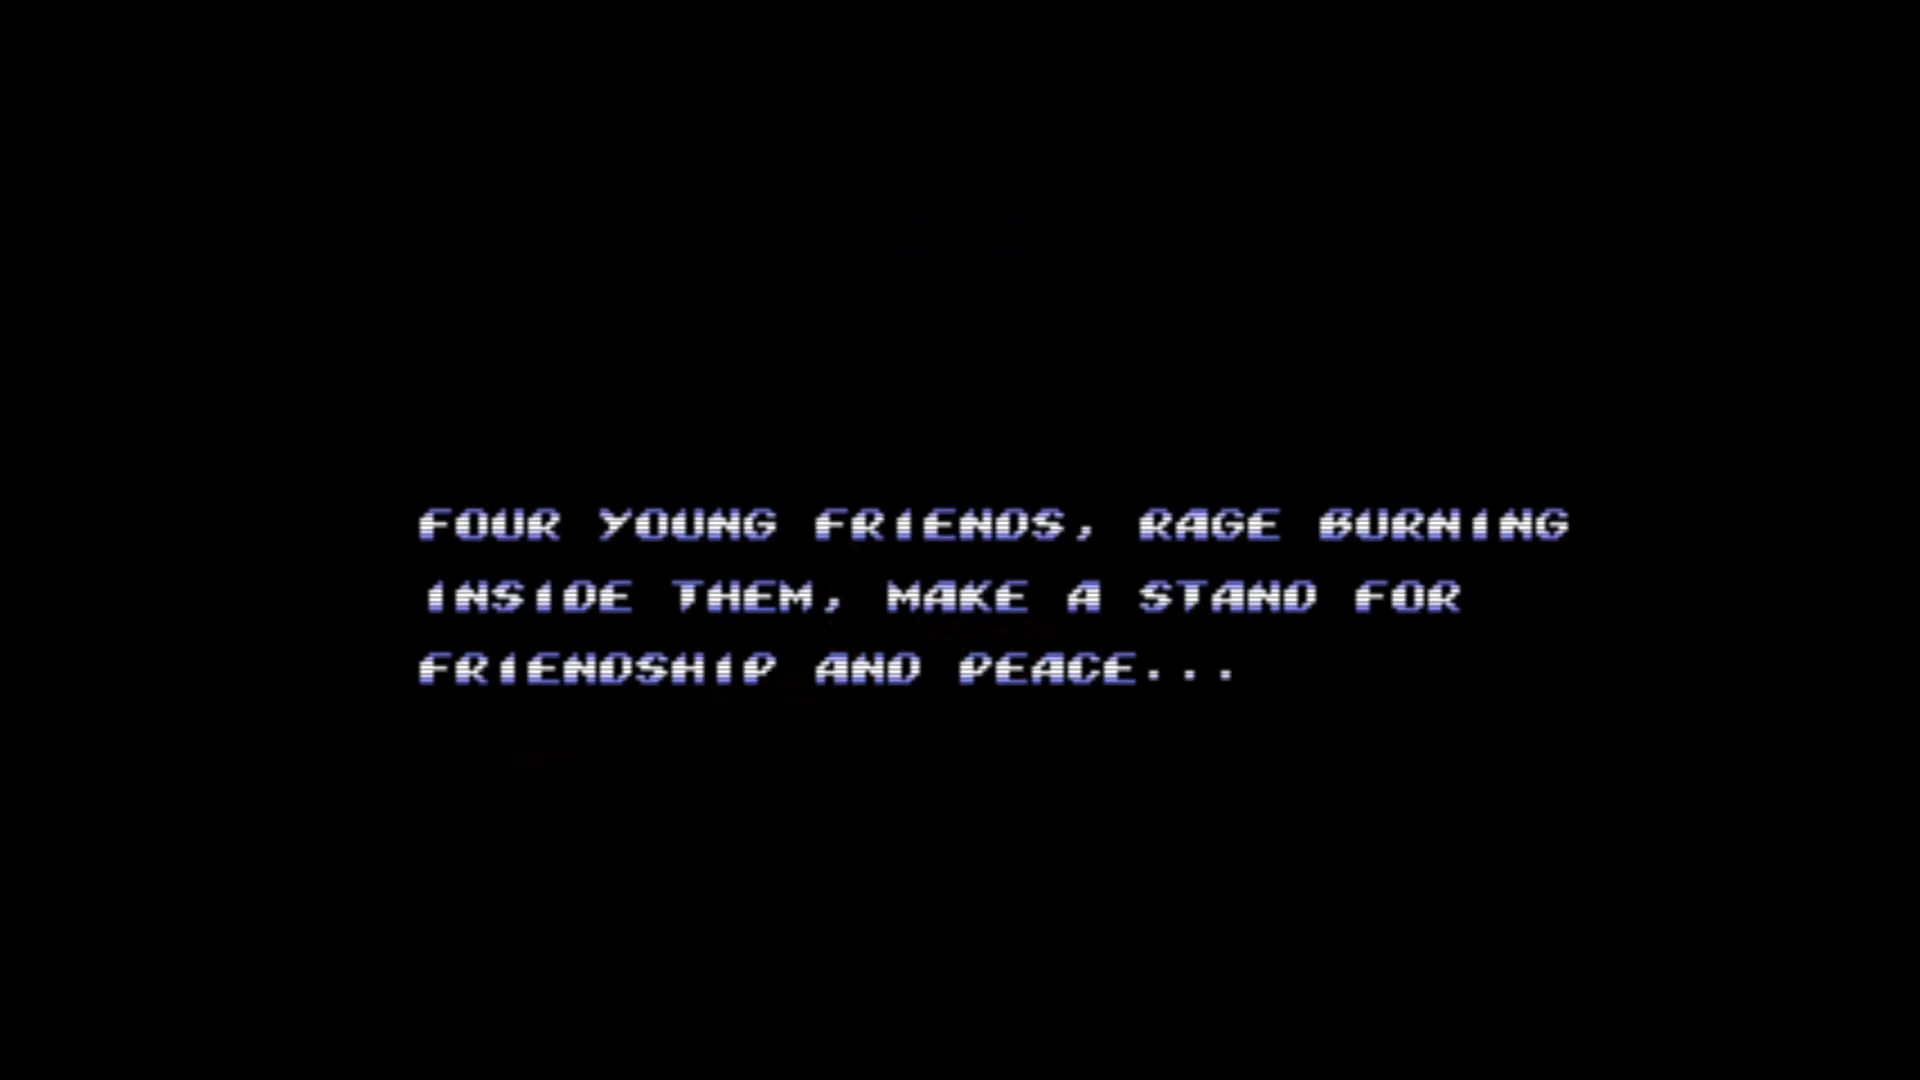 FOUR YOUNG FRIENDS, RAGE BURNING
INSIDE THEM, MAKE A STAND FOR
FRIENDSHIP AND PEACE...